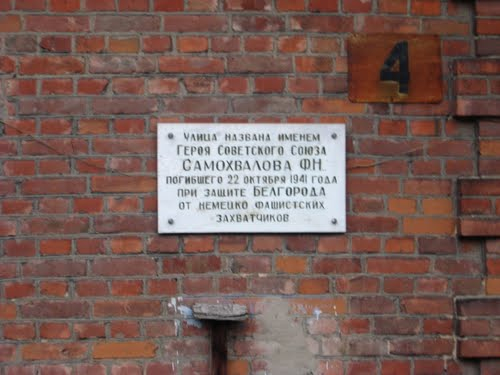 4
УЛИЦА НАЗВАНА ИМЕНЕМ
ГЕРОЯ СОВЕТСКОГО СОЮЗА
САМОХВАЛОВА Ф.Н.
ПОГИБШЕГО 22 ОКТЯБРЯ 1941 ГОДА
ПРИ ЗАЩИТЕ БЕЛГОРОДА
ОТ НЕМЕЦКО ФАШИСТСКИХ
ЗАХВАТЧИКОВ